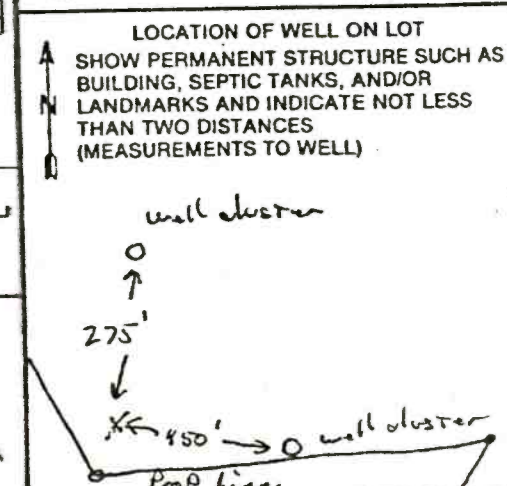 LOCATION OF WELL ON LOT
SHOW PERMANENT STRUCTURE SUCH AS
BUILDING, SEPTIC TANKS, AND/OR
N LANDMARKS AND INDICATE NOT LESS
THAN TWO DISTANCES
(MEASUREMENTS TO WELL)
well cluster
275'
450' well cluster